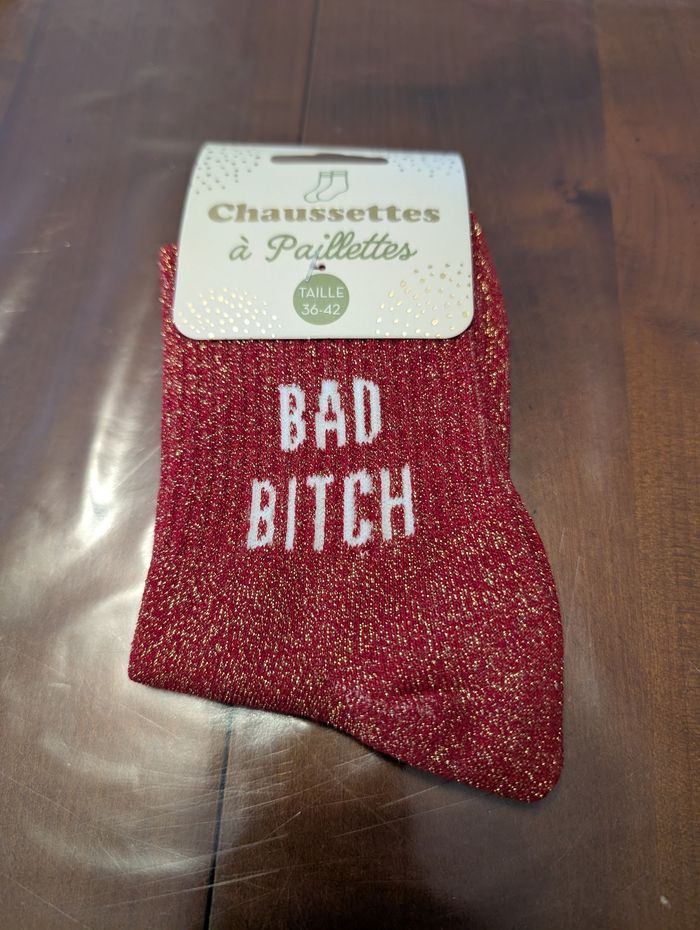 Chaussettes
à Paillettes
TAILLE
36-42
BAD
BITCH